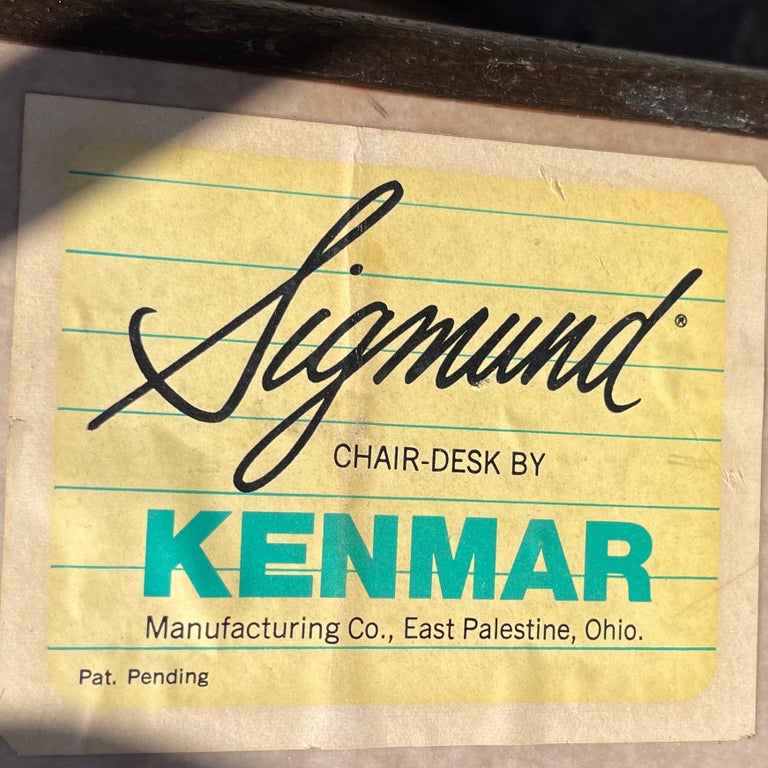 Sigmund®
CHAIR-DESK BY
KENMAR
Manufacturing Co., East Palestine, Ohio.
Pat. Pending